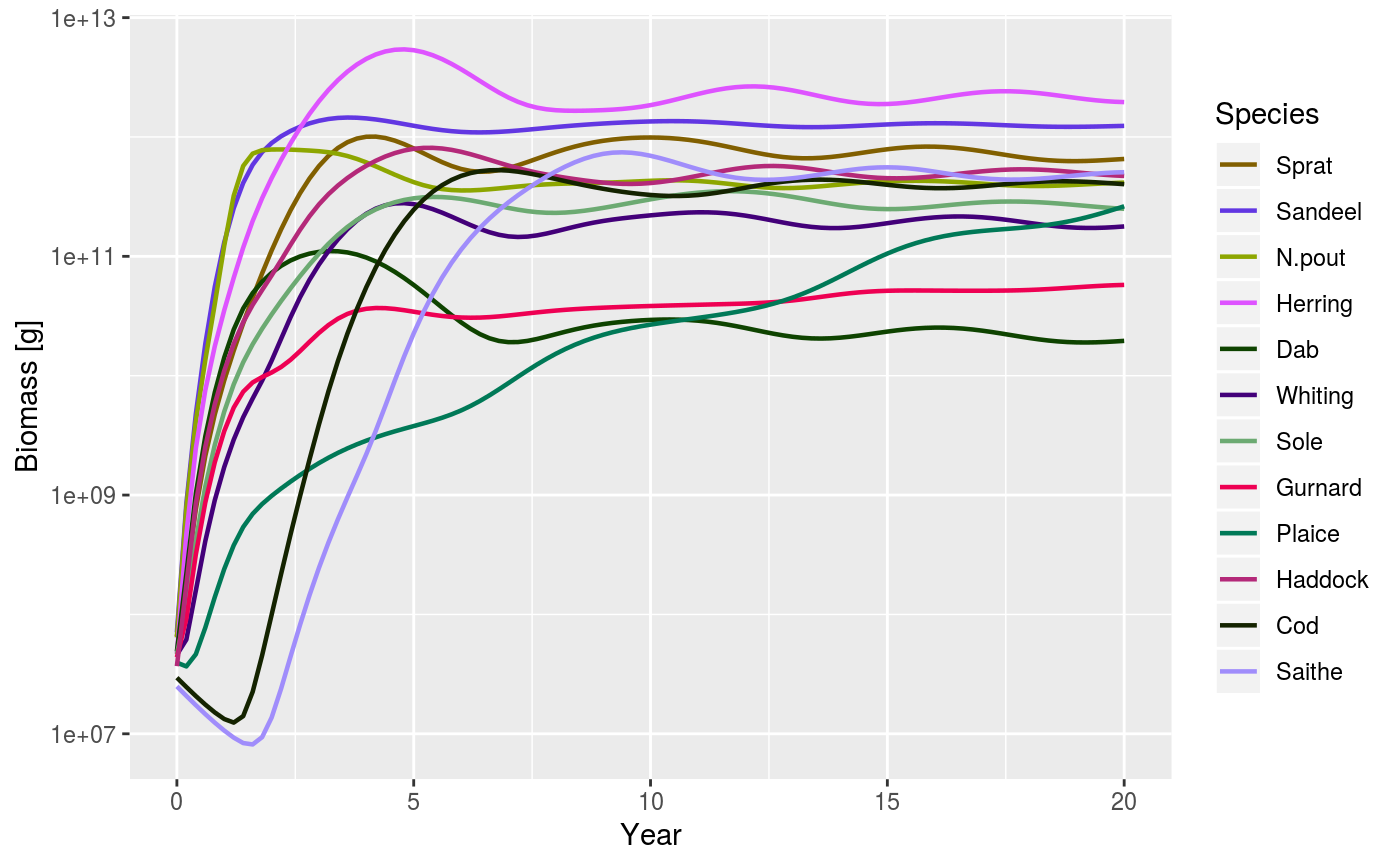 1e+13
1e+11
1e+09
1e+07
Biomass [g]
0 5 10 15 20
Year
Species
Sprat
Sandeel
N.pout
Herring
Dab
Whiting
Sole
Gurnard
Plaice
Haddock
Cod
Saithe